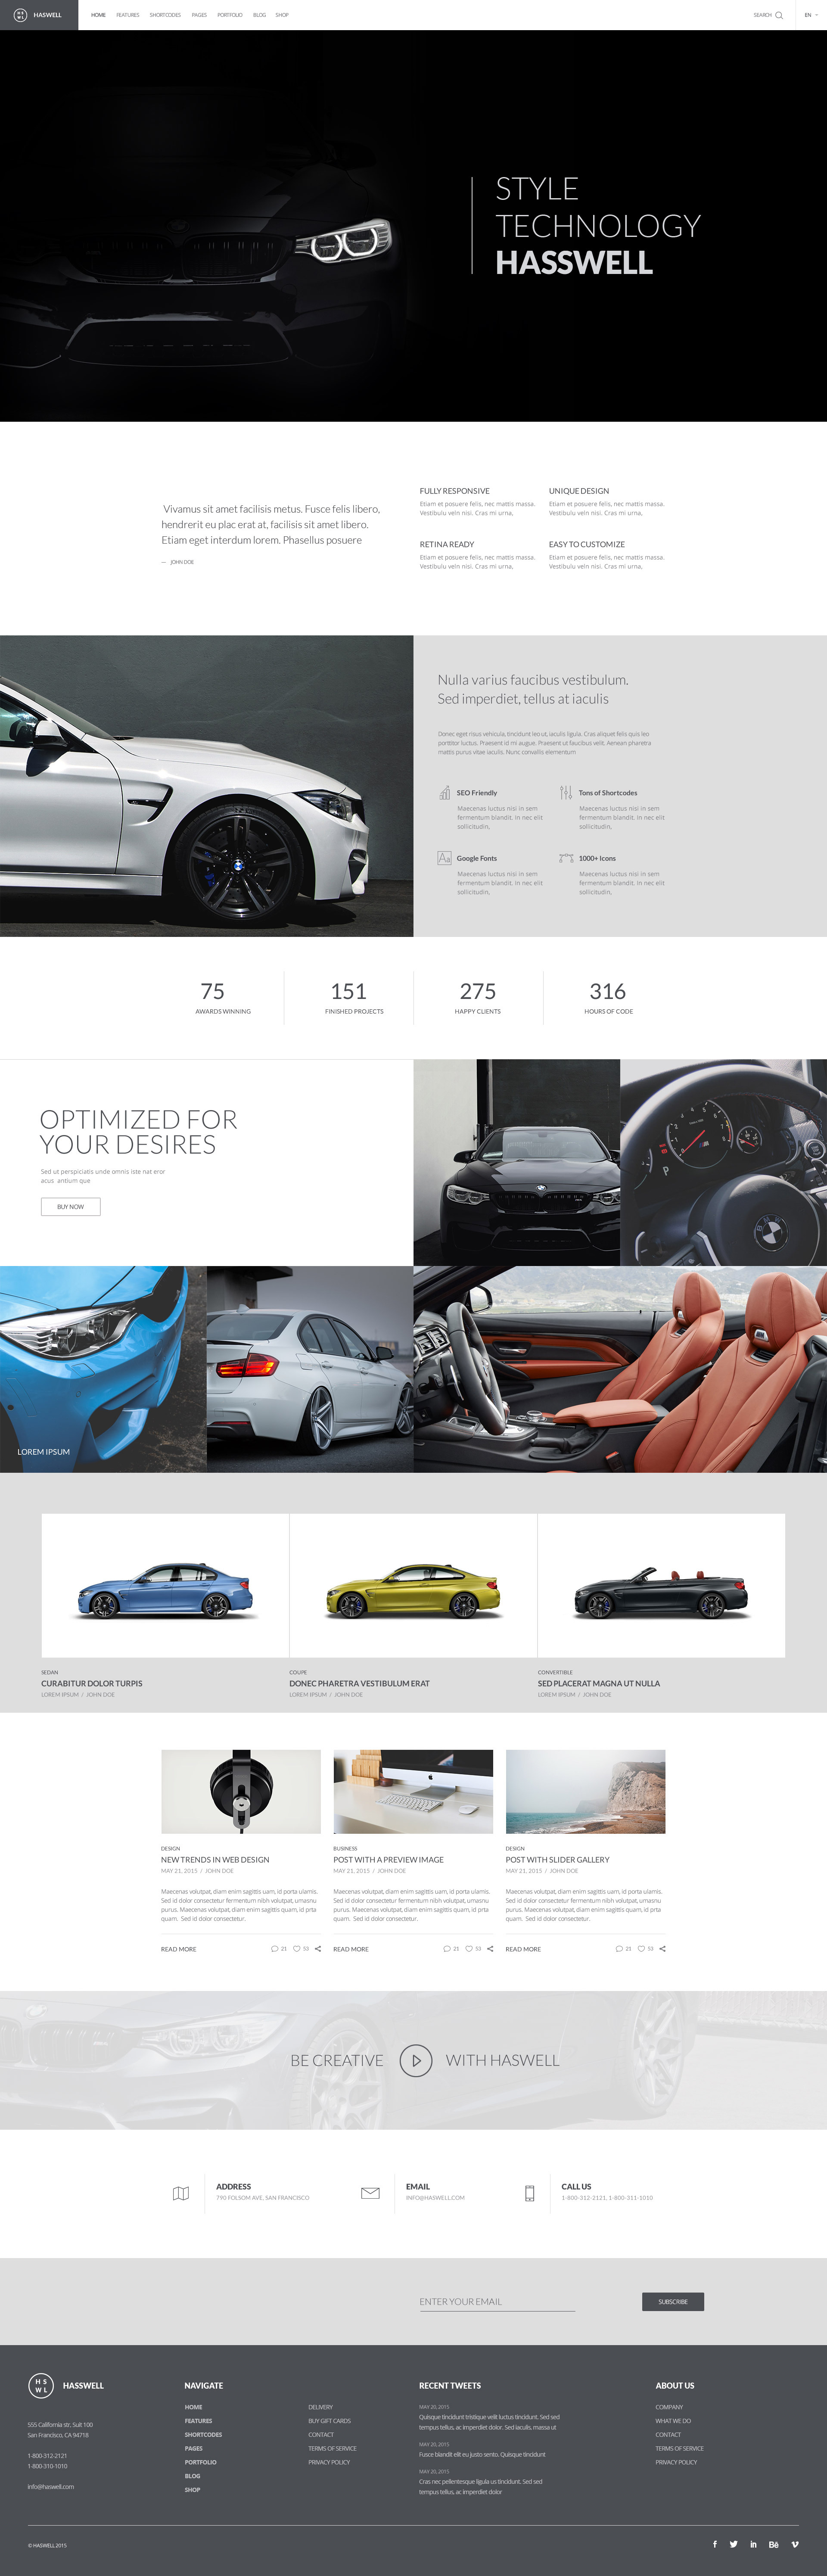 H S
W L
HASWELL
HOME FEATURES SHORTCODES PAGES PORTFOLIO BLOG SHOP
SEARCH
EN
STYLE
TECHNOLOGY
HASSWELL
Vivamus sit amet facilisis metus. Fusce felis libero,
hendrerit eu plac erat at, facilisis sit amet libero.
Etiam eget interdum lorem. Phasellus posuere
— JOHN DOE
FULLY RESPONSIVE
Etiam et posuere felis, nec mattis massa.
Vestibulu veln nisi. Cras mi urna,
UNIQUE DESIGN
Etiam et posuere felis, nec mattis massa.
Vestibulu veln nisi. Cras mi urna,
RETINA READY
Etiam et posuere felis, nec mattis massa.
Vestibulu veln nisi. Cras mi urna,
EASY TO CUSTOMIZE
Etiam et posuere felis, nec mattis massa.
Vestibulu veln nisi. Cras mi urna,
Nulla varius faucibus vestibulum.
Sed imperdiet, tellus at iaculis
Donec eget risus vehicula, tincidunt leo ut, iaculis ligula. Cras aliquet felis quis leo
porttitor luctus. Praesent id mi augue. Praesent ut faucibus velit. Aenean pharetra
mattis purus vitae iaculis. Nunc convallis elementum
SEO Friendly
Maecenas luctus nisi in sem
fermentum blandit. In nec elit
sollicitudin,
Tons of Shortcodes
Maecenas luctus nisi in sem
fermentum blandit. In nec elit
sollicitudin,
Aa
Google Fonts
Maecenas luctus nisi in sem
fermentum blandit. In nec elit
sollicitudin,
1000+ Icons
Maecenas luctus nisi in sem
fermentum blandit. In nec elit
sollicitudin,
75
AWARDS WINNING
151
FINISHED PROJECTS
275
HAPPY CLIENTS
316
HOURS OF CODE
OPTIMIZED FOR
YOUR DESIRES
Sed ut perspiciatis unde omnis iste nat eror
acus antium que
BUY NOW
BMW
LOREM IPSUM
SEDAN
CURABITUR DOLOR TURPIS
LOREM IPSUM / JOHN DOE
COUPE
DONEC PHARETRA VESTIBULUM ERAT
LOREM IPSUM / JOHN DOE
CONVERTIBLE
SED PLACERAT MAGNA UT NULLA
LOREM IPSUM / JOHN DOE
DESIGN
NEW TRENDS IN WEB DESIGN
MAY 21, 2015 / JOHN DOE
Maecenas volutpat, diam enim sagittis uam, id porta ulamis.
Sed id dolor consectetur fermentum nibh volutpat, umasnu
purus. Maecenas volutpat, diam enim sagittis quam, id prta
quam. Sed id dolor consectetur.
READ MORE
21 53
BUSINESS
POST WITH A PREVIEW IMAGE
MAY 21, 2015 / JOHN DOE
Maecenas volutpat, diam enim sagittis uam, id porta ulamis.
Sed id dolor consectetur fermentum nibh volutpat, umasnu
purus. Maecenas volutpat, diam enim sagittis quam, id prta
quam. Sed id dolor consectetur.
READ MORE
21 53
DESIGN
POST WITH SLIDER GALLERY
MAY 21, 2015 / JOHN DOE
Maecenas volutpat, diam enim sagittis uam, id porta ulamis.
Sed id dolor consectetur fermentum nibh volutpat, umasnu
purus. Maecenas volutpat, diam enim sagittis quam, id prta
quam. Sed id dolor consectetur.
READ MORE
21 53
BE CREATIVE WITH HASWELL
ADDRESS
790 FOLSOM AVE, SAN FRANCISCO
EMAIL
INFO@HASWELL.COM
CALL US
1-800-312-2121, 1-800-311-1010
ENTER YOUR EMAIL
SUBSCRIBE
H S
W L
HASSWELL
555 California str, Suit 100
San Francisco, CA 94718
1-800-312-2121
1-800-310-1010
info@haswell.com
NAVIGATE
HOME
FEATURES
SHORTCODES
PAGES
PORTFOLIO
BLOG
SHOP
DELIVERY
BUY GIFT CARDS
CONTACT
TERMS OF SERVICE
PRIVACY POLICY
RECENT TWEETS
MAY 20, 2015
Quisque tincidunt tristique velit luctus tincidunt. Sed sed
tempus tellus, ac imperdiet dolor. Sed iaculis, massa ut
MAY 20, 2015
Fusce blandit elit eu justo sento. Quisque tincidunt
MAY 20, 2015
Cras nec pellentesque ligula us tincidunt. Sed sed
tempus tellus, ac imperdiet dolor
ABOUT US
COMPANY
WHAT WE DO
CONTACT
TERMS OF SERVICE
PRIVACY POLICY
© HASWELL 2015